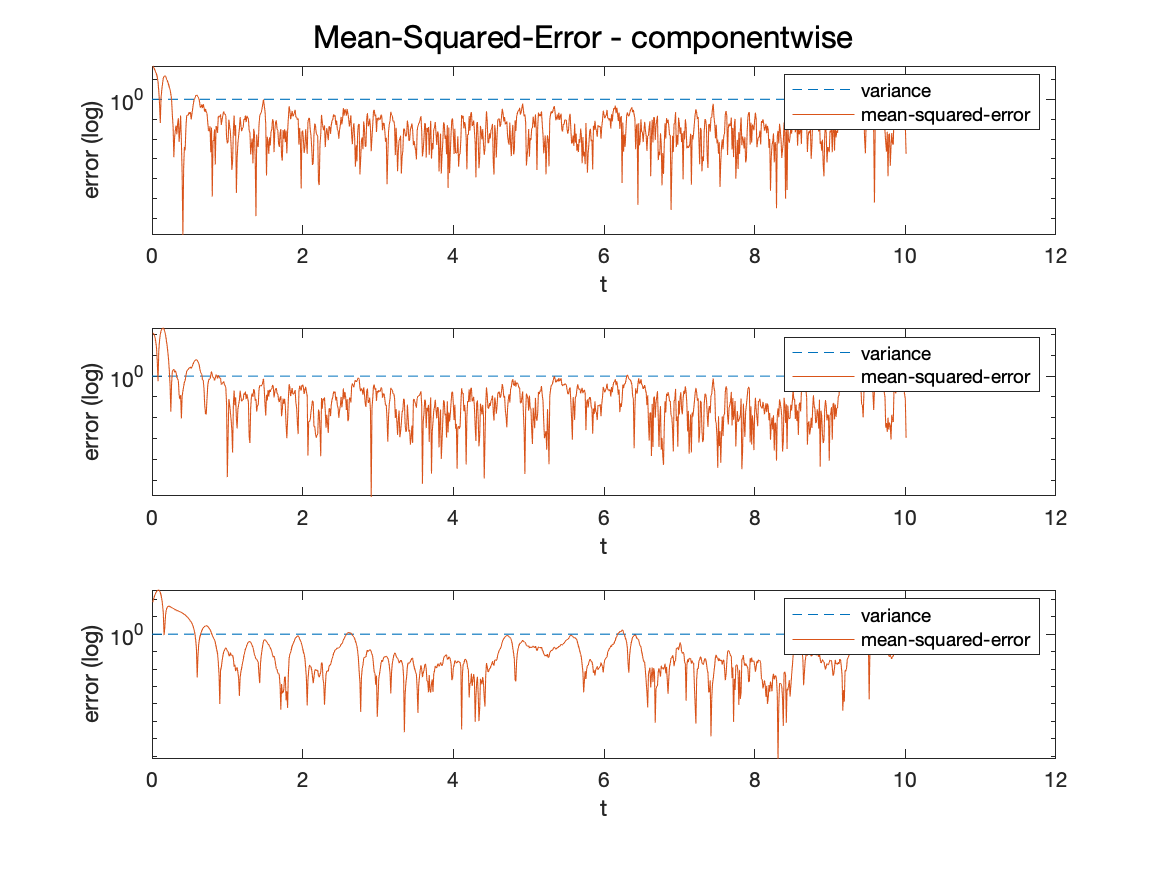 Mean-Squared-Error - componentwise
error (log)
10⁰
variance
mean-squared-error
0 2 4 6 8 10 12
t
error (log)
10⁰
variance
mean-squared-error
0 2 4 6 8 10 12
t
error (log)
10⁰
variance
mean-squared-error
0 2 4 6 8 10 12
t